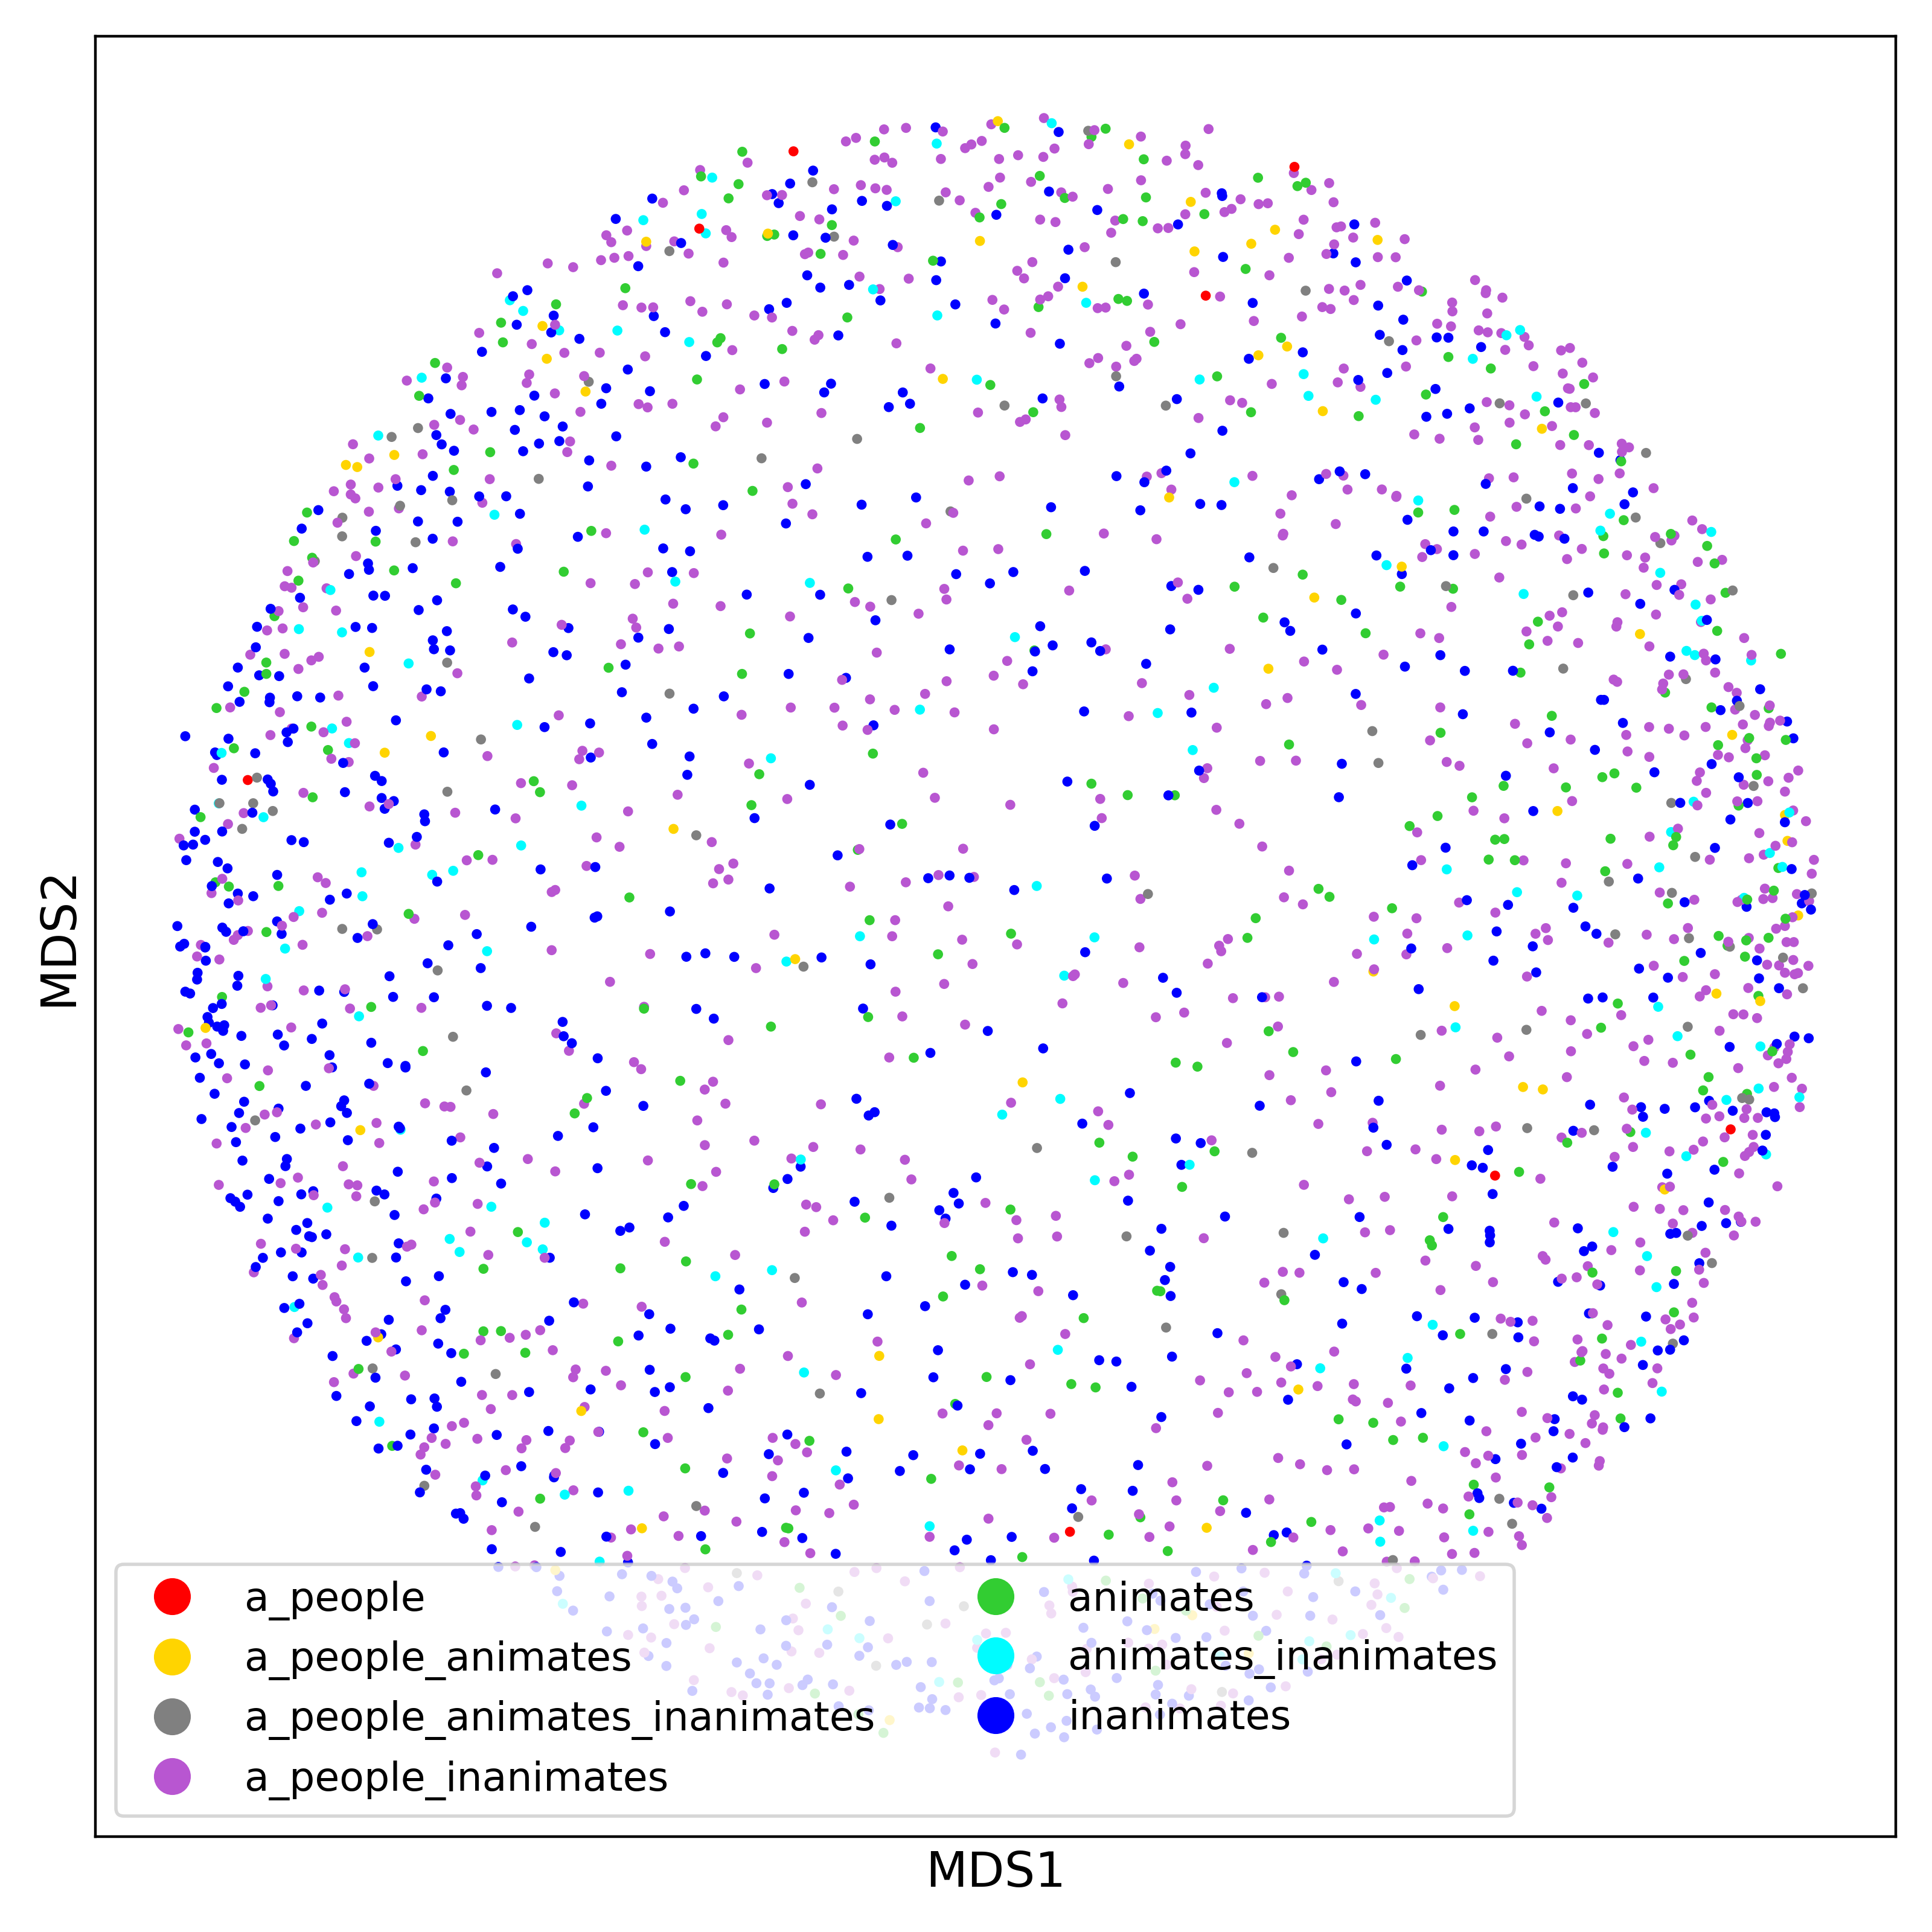 MDS2
a_people
a_people_animates
a_people_animates_inanimates
a_people_inanimates
animates
animates_inanimates
inanimates
MDS1